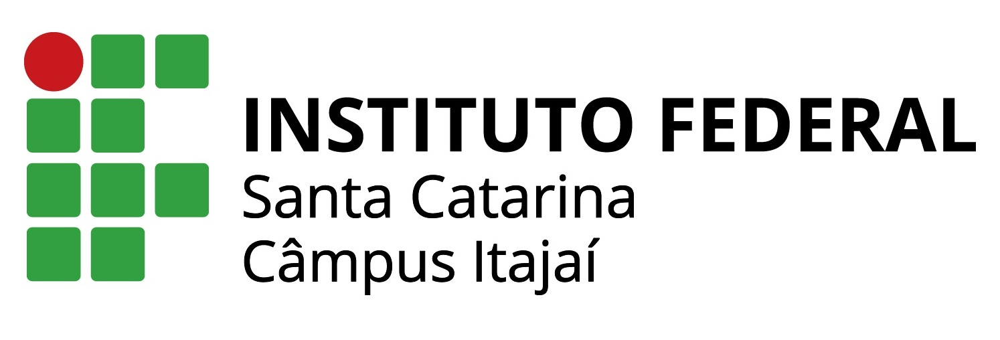 INSTITUTO FEDERAL
Santa Catarina
Câmpus Itajaí